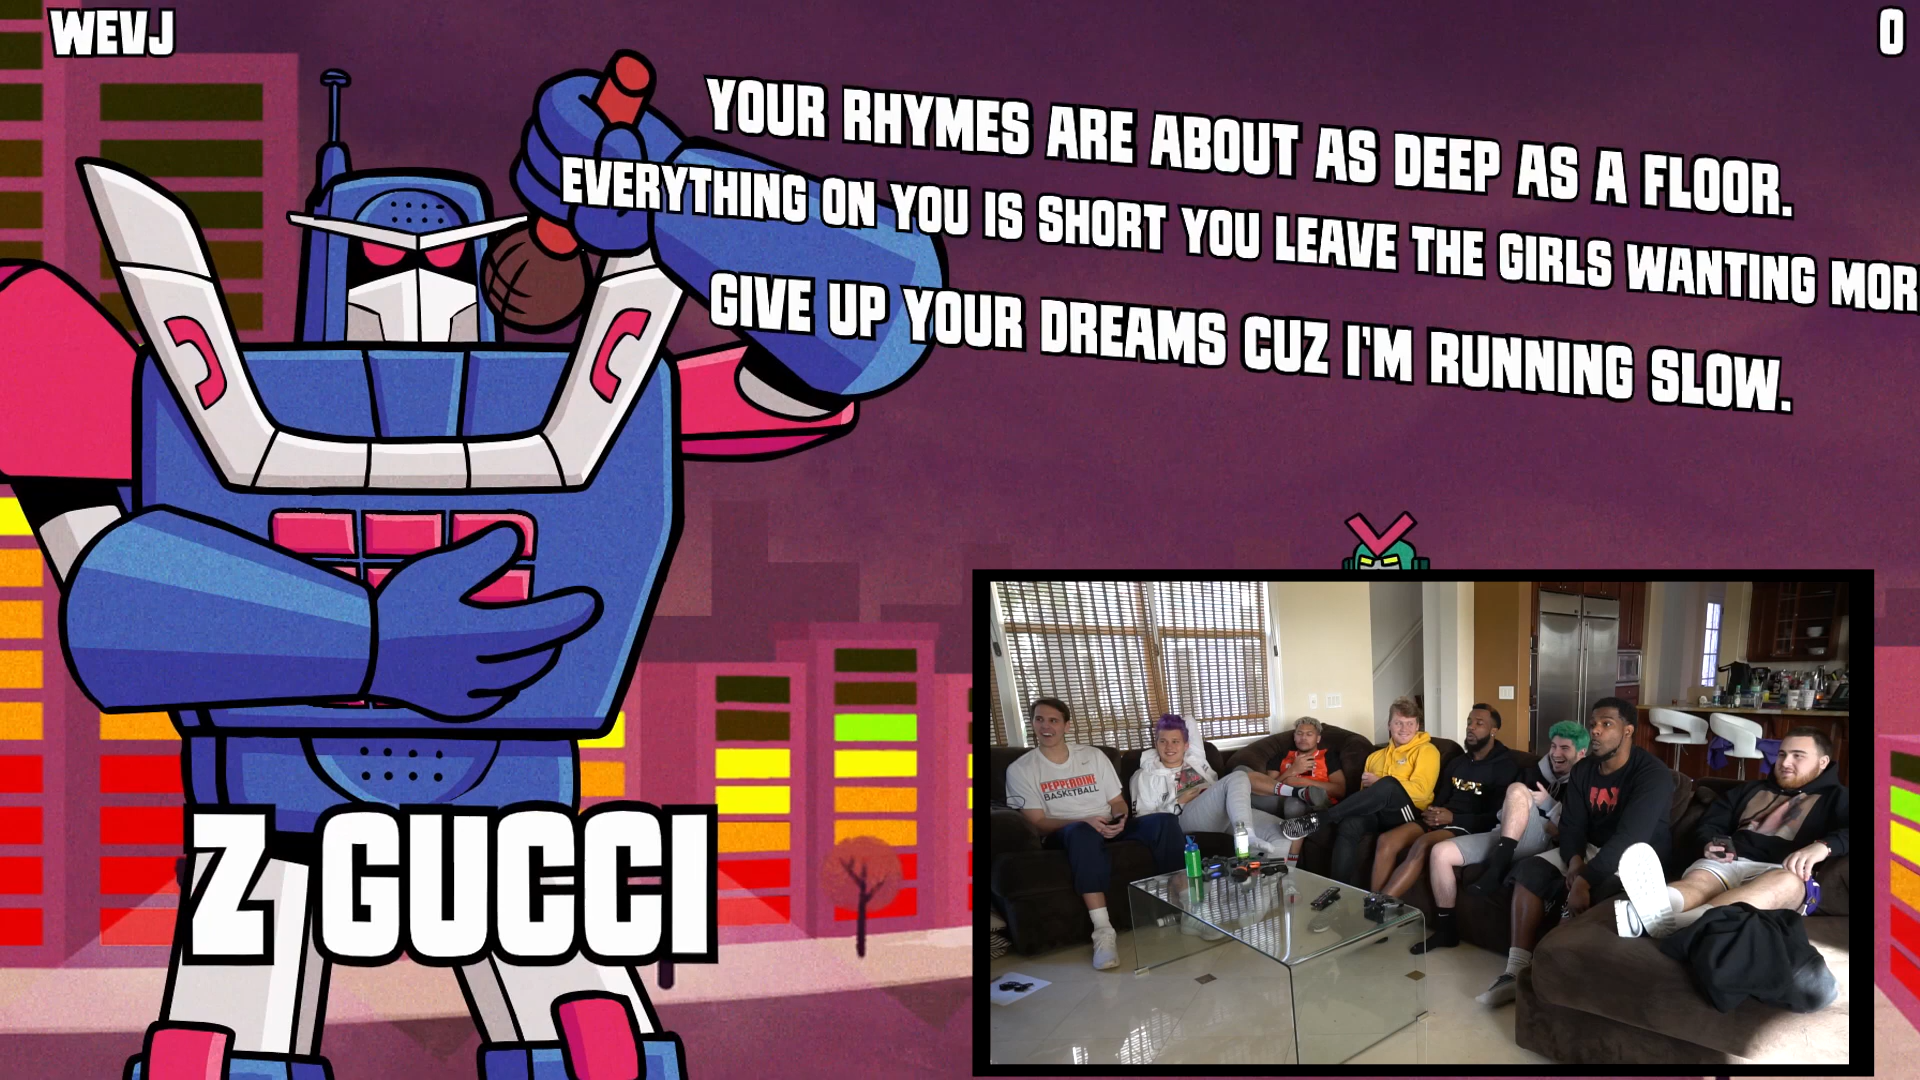 WEVJ
0
YOUR RHYMES ARE ABOUT AS DEEP AS A FLOOR.
EVERYTHING ON YOU IS SHORT YOU LEAVE THE GIRLS WANTING MOR
GIVE UP YOUR DREAMS CUZ I'M RUNNING SLOW.
Z GUCCI
PEPPERDINE
BASKETBALL